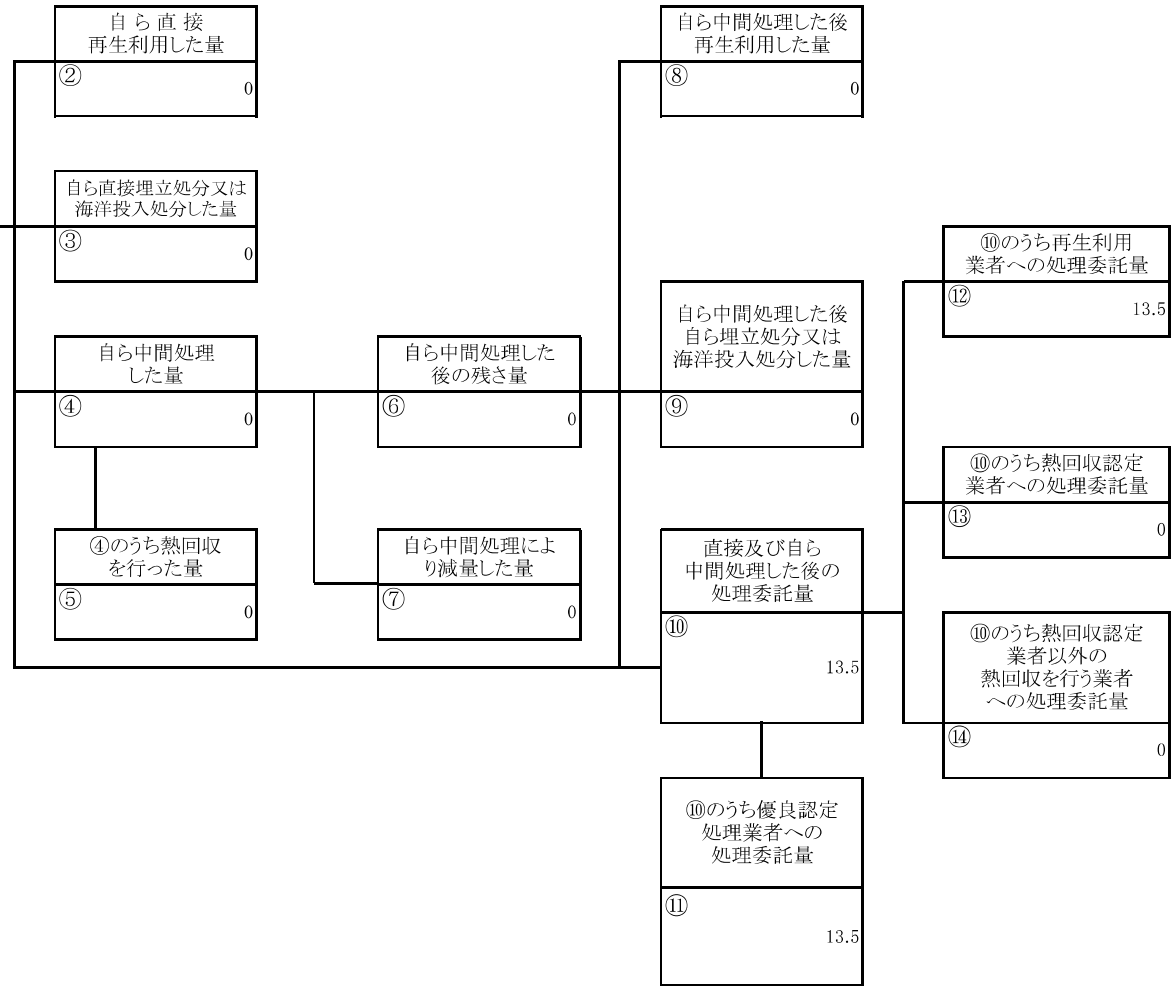 自 ら 直 接
再生利用した量
②
0
自ら直接埋立処分又は
海洋投入処分した量
③
0
自ら中間処理
した量
④
0
④のうち熱回収
を行った量
⑤
0
自ら中間処理した
後の残さ量
⑥
0
自ら中間処理によ
り減量した量
⑦
0
自ら中間処理した後
再生利用した量
⑧
0
自ら中間処理した後
自ら埋立処分又は
海洋投入処分した量
⑨
0
直接及び自ら
中間処理した後の
処理委託量
⑩
13.5
⑩のうち優良認定
処理業者への
処理委託量
⑪
13.5
⑩のうち再生利用
業者への処理委託量
⑫
13.5
⑩のうち熱回収認定
業者への処理委託量
⑬
0
⑩のうち熱回収認定
業者以外の
熱回収を行う業者
への処理委託量
⑭
0